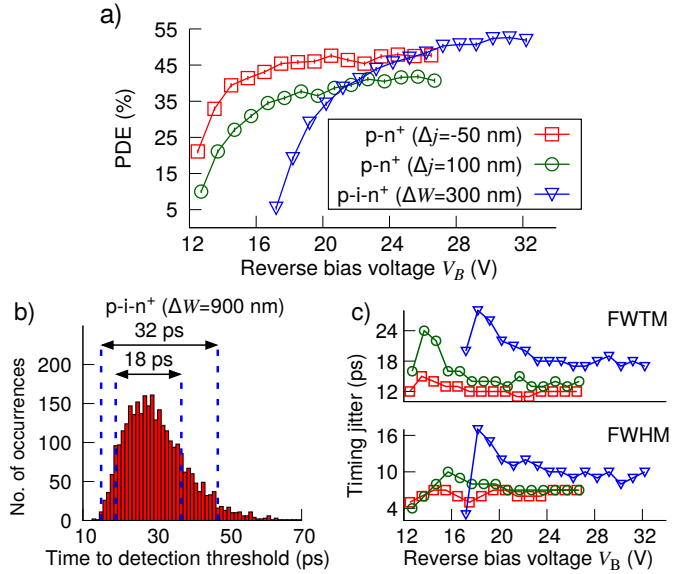 a)
55
45
35
25
15
5
PDE (%)
p-n⁺ (Δj=-50 nm)
p-n⁺ (Δj=100 nm)
p-i-n⁺ (ΔW=300 nm)
12 16 20 24 28 32
Reverse bias voltage V_B (V)
b)
p-i-n⁺ (ΔW=900 nm)
32 ps
18 ps
200
150
100
50
0
No. of occurrences
10 30 50 70
Time to detection threshold (ps)
c)
FWTM
28
24
20
16
12
Timing jitter (ps)
FWHM
16
10
4
12 16 20 24 28 32
Reverse bias voltage V_B (V)